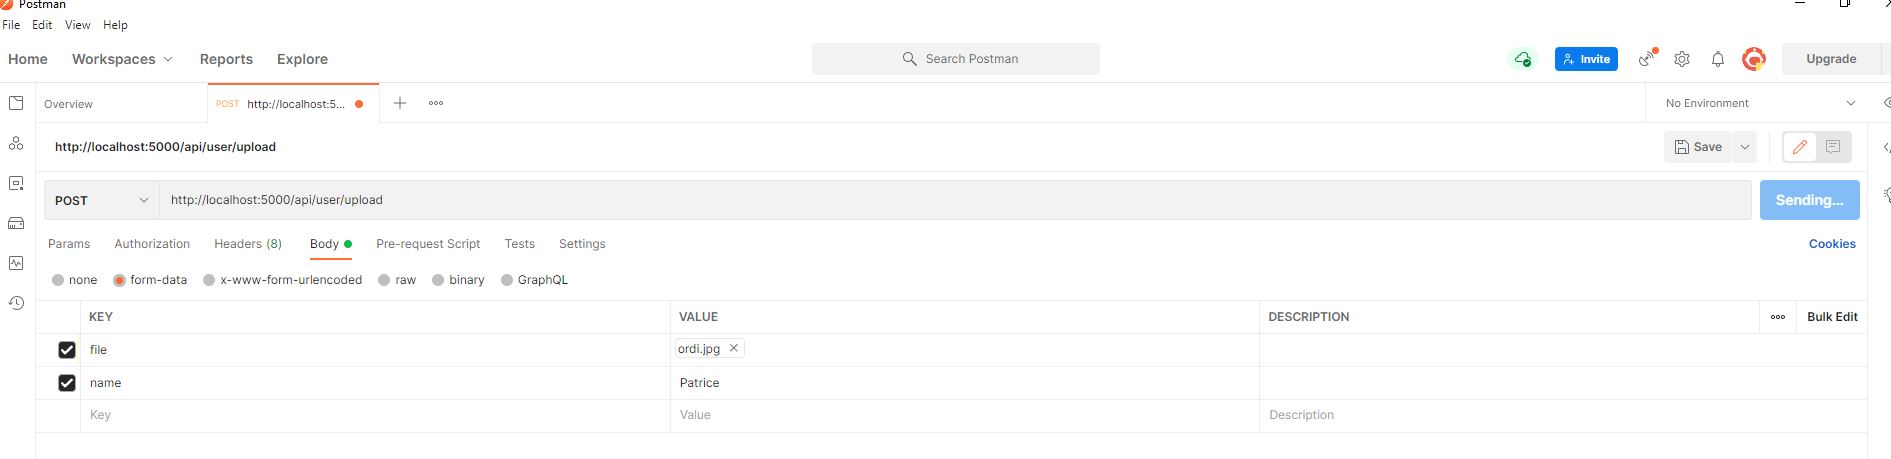 Postman
File Edit View Help
Home Workspaces Reports Explore Search Postman Invite Upgrade
Overview POST http://localhost:5... No Environment
http://localhost:5000/api/user/upload Save
POST http://localhost:5000/api/user/upload Sending...
Params Authorization Headers (8) Body Pre-request Script Tests Settings Cookies
none form-data x-www-form-urlencoded raw binary GraphQL
KEY VALUE DESCRIPTION Bulk Edit
file ordi.jpg
name Patrice
Key Value Description